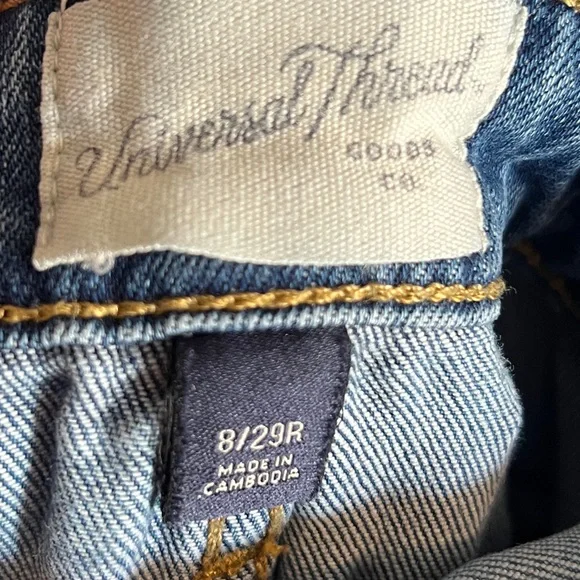 Universal Thread
GOODS
CO.
8/29R
MADE IN
CAMBODIA